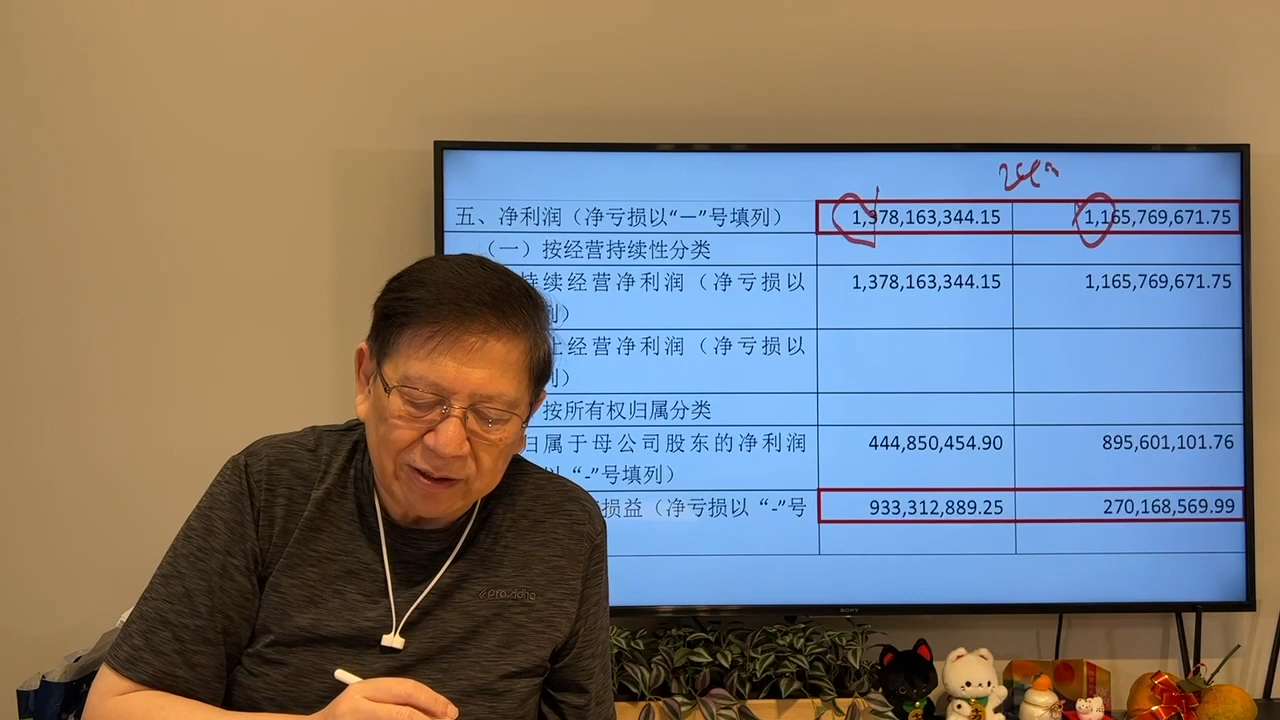 五、净利润（净亏损以“一”号填列） 1,378,163,344.15 1,165,769,671.75
（一）按经营持续性分类
持续经营净利润（净亏损以 1,378,163,344.15 1,165,769,671.75
列）
止经营净利润（净亏损以
列）
按所有权归属分类
归属于母公司股东的净利润 444,850,454.90 895,601,101.76
以“-”号填列）
损益（净亏损以“-”号 933,312,889.25 270,168,569.99
SONY